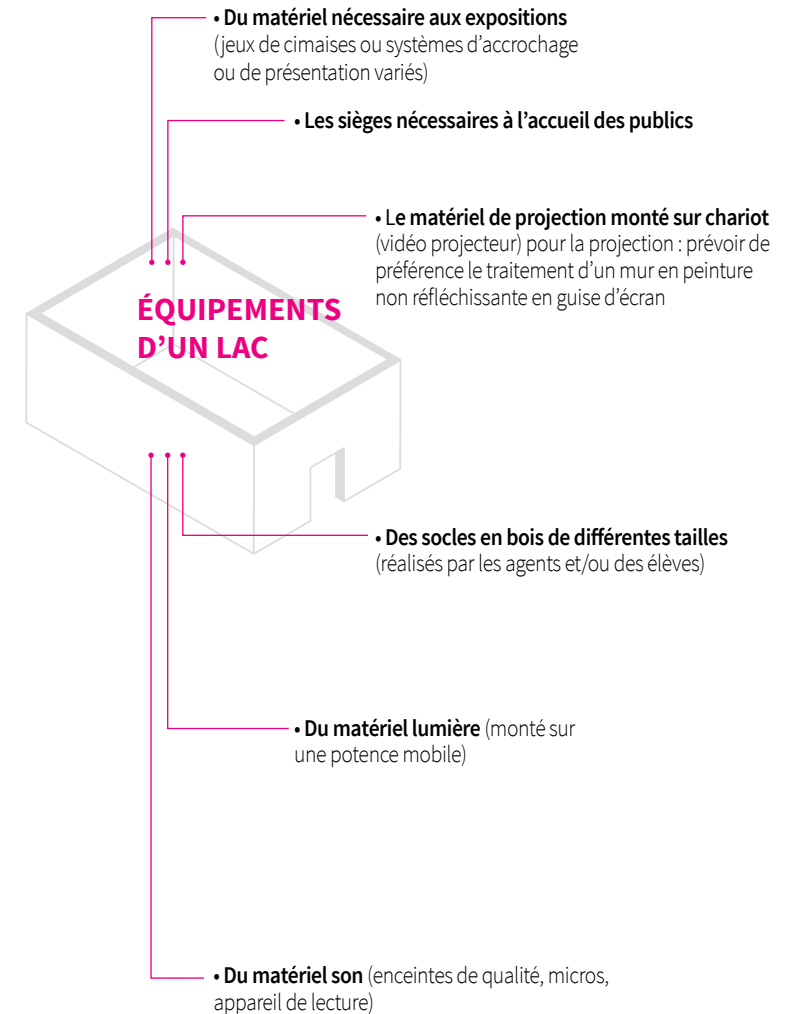 • Du matériel nécessaire aux expositions
(jeux de cimaises ou systèmes d’accrochage
ou de présentation variés)
• Les sièges nécessaires à l’accueil des publics
• Le matériel de projection monté sur chariot
(vidéo projecteur) pour la projection : prévoir de
préférence le traitement d’un mur en peinture
non réfléchissante en guise d’écran
ÉQUIPEMENTS
D’UN LAC
• Des socles en bois de différentes tailles
(réalisés par les agents et/ou des élèves)
• Du matériel lumière (monté sur
une potence mobile)
• Du matériel son (enceintes de qualité, micros,
appareil de lecture)